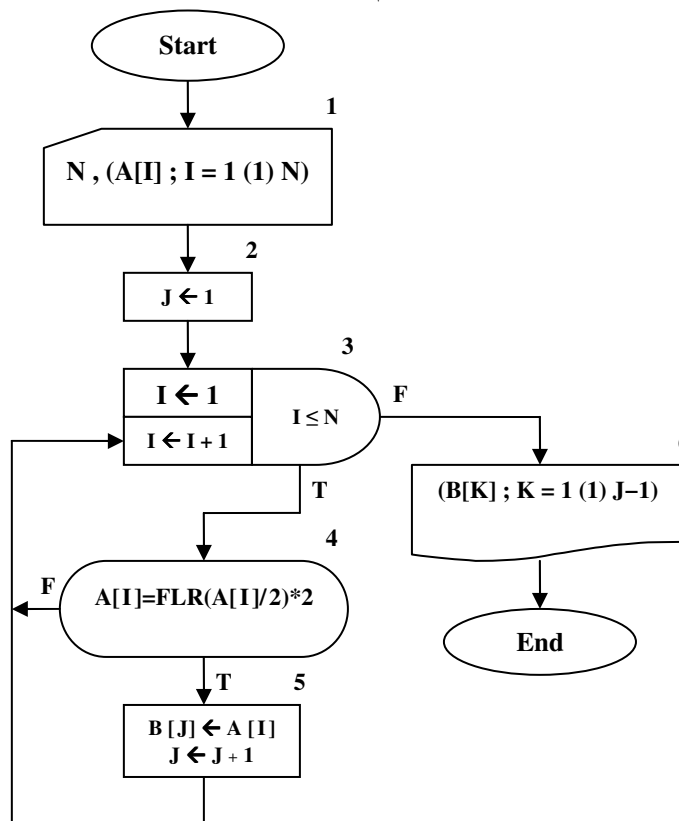 Start
1
N , (A[I] ; I = 1 (1) N)
2
J ← 1
3
I ← 1
I ≤ N
F
I ← I + 1
T
(B[K] ; K = 1 (1) J−1)
4
F
A[I]=FLR(A[I]/2)*2
End
T
5
B [J] ← A [I]
J ← J + 1